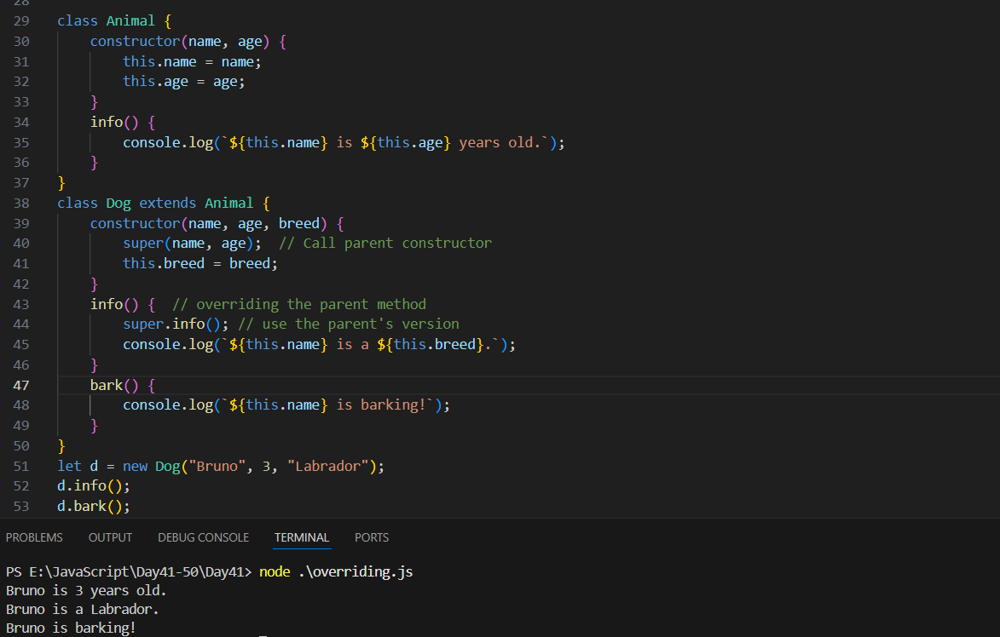 28
29 class Animal {
30     constructor(name, age) {
31         this.name = name;
32         this.age = age;
33     }
34     info() {
35         console.log(`${this.name} is ${this.age} years old.`);
36     }
37 }
38 class Dog extends Animal {
39     constructor(name, age, breed) {
40         super(name, age);  // Call parent constructor
41         this.breed = breed;
42     }
43     info() {  // overriding the parent method
44         super.info(); // use the parent's version
45         console.log(`${this.name} is a ${this.breed}.`);
46     }
47     bark() {
48         console.log(`${this.name} is barking!`);
49     }
50 }
51 let d = new Dog("Bruno", 3, "Labrador");
52 d.info();
53 d.bark();
PROBLEMS OUTPUT DEBUG CONSOLE TERMINAL PORTS
PS E:\JavaScript\Day41-50\Day41> node .\overriding.js
Bruno is 3 years old.
Bruno is a Labrador.
Bruno is barking!